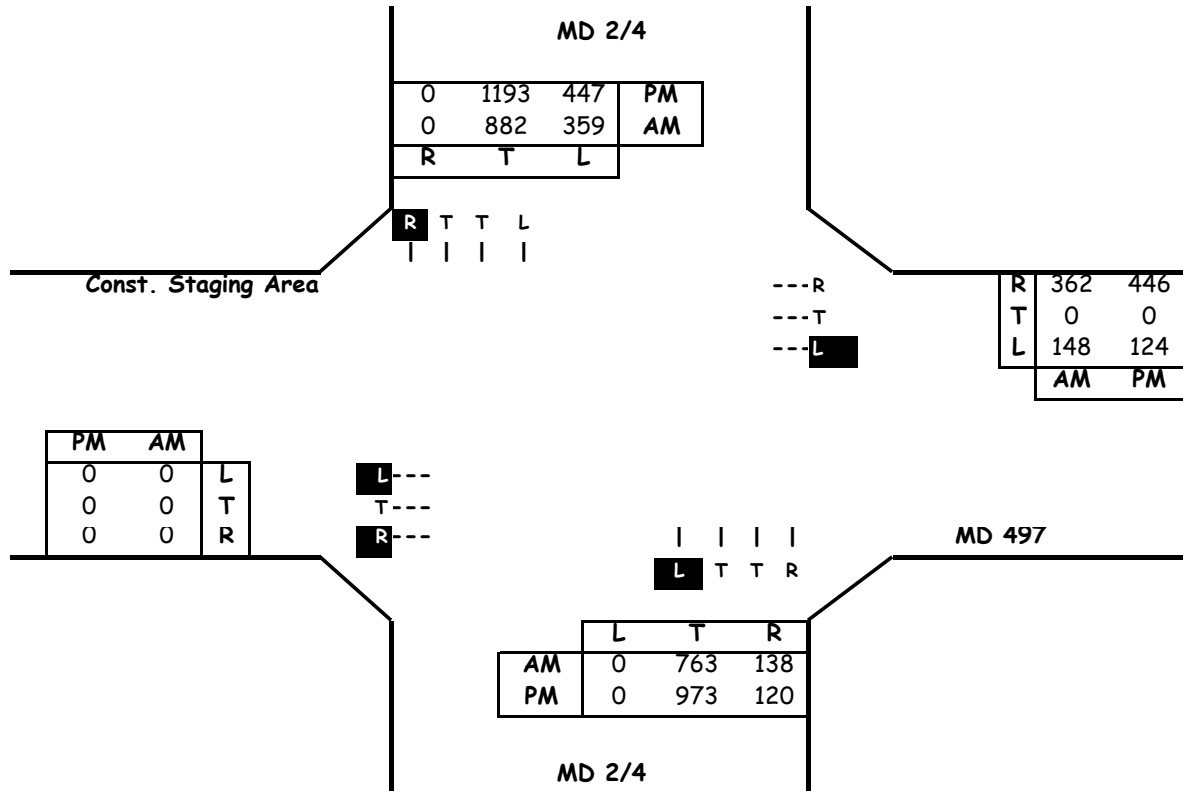 MD 2/4
0 1193 447 PM
0 882 359 AM
R T L
R T T L
Const. Staging Area
---R
---T
---L
R 362 446
T 0 0
L 148 124
AM PM
PM AM
0 0 L
0 0 T
0 0 R
L---
T---
R---
MD 497
L T T R
L T R
AM 0 763 138
PM 0 973 120
MD 2/4